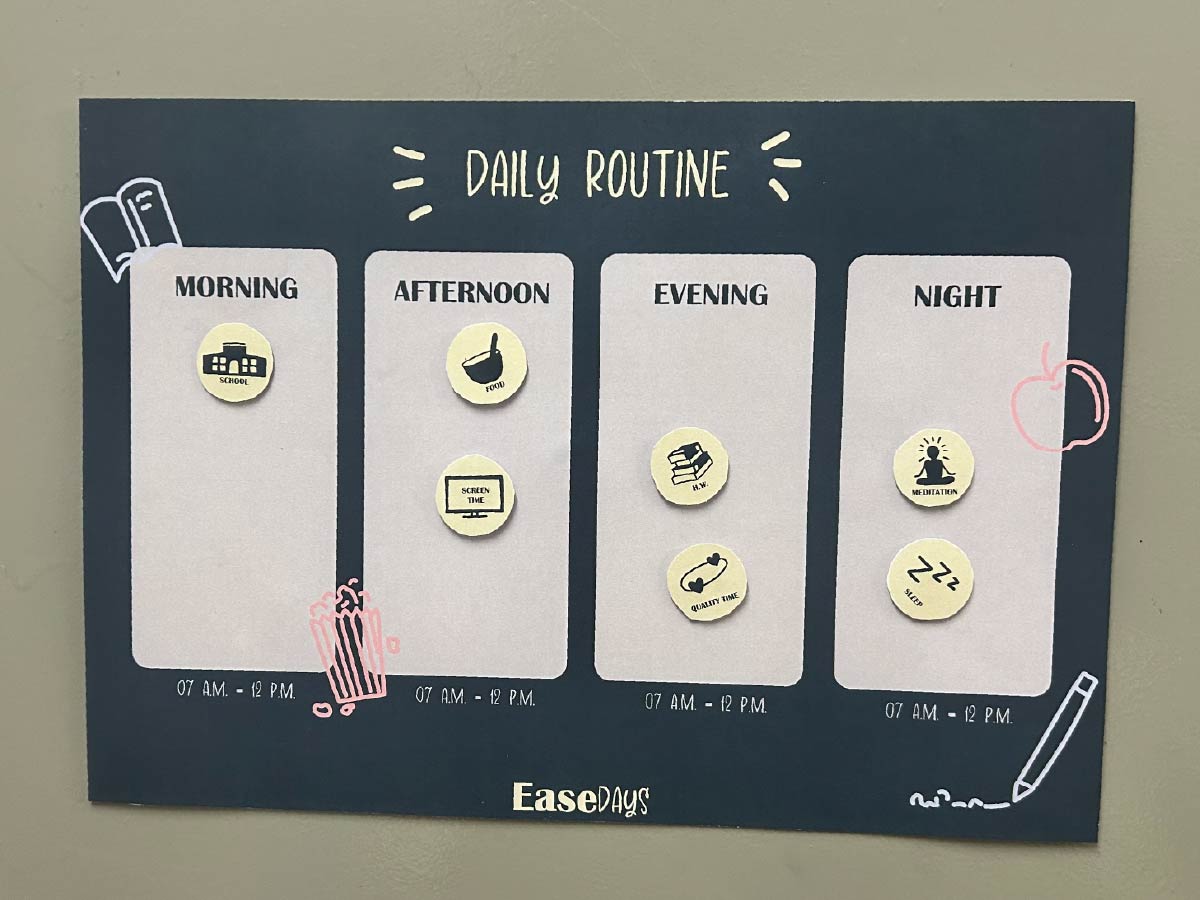 DAILY ROUTINE
MORNING
SCHOOL
07 A.M. - 12 P.M.
AFTERNOON
FOOD
SCREEN
TIME
07 A.M. - 12 P.M.
EVENING
H.W.
QUALITY TIME
07 A.M. - 12 P.M.
NIGHT
MEDITATION
ZZZ
SLEEP
07 A.M. - 12 P.M.
EaseDAYS